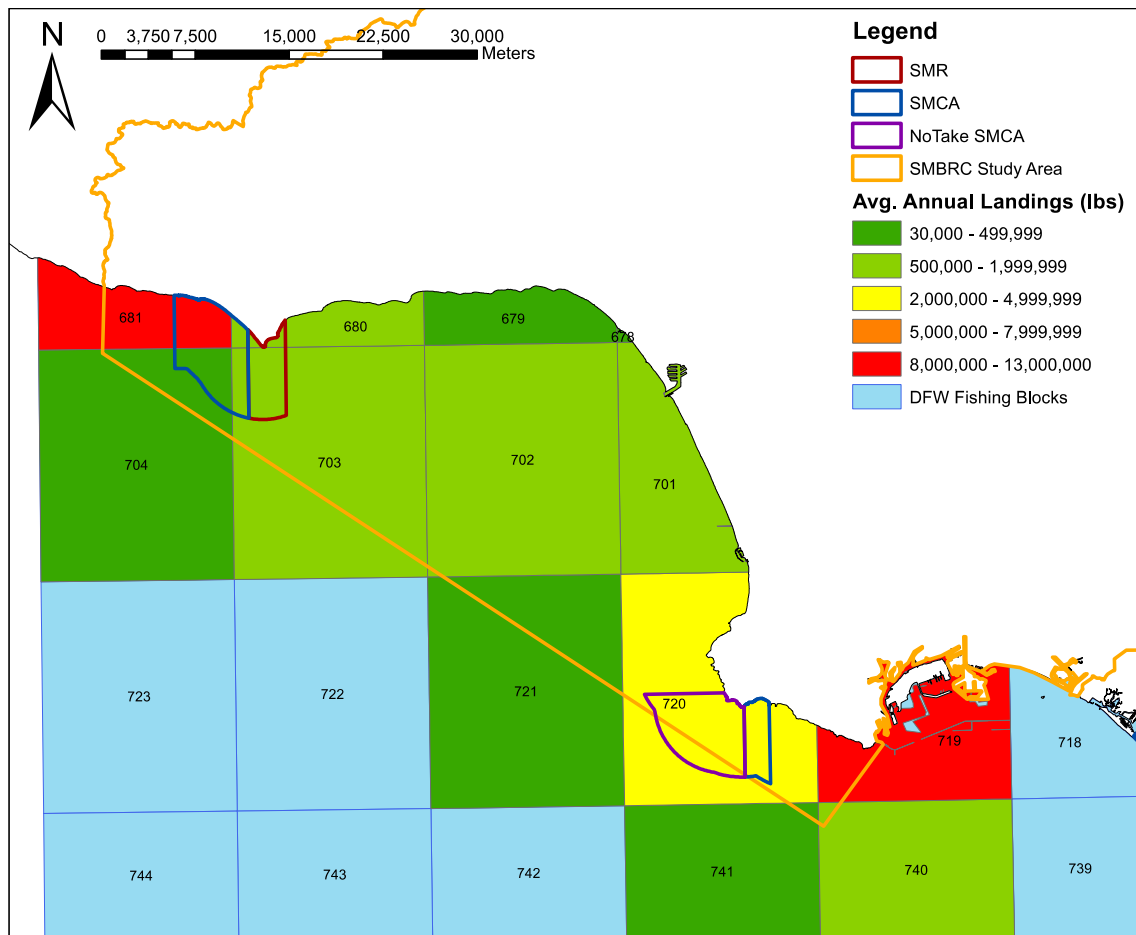 N
0 3,750 7,500 15,000 22,500 30,000
Meters
Legend
SMR
SMCA
NoTake SMCA
SMBRC Study Area
Avg. Annual Landings (lbs)
30,000 - 499,999
500,000 - 1,999,999
2,000,000 - 4,999,999
5,000,000 - 7,999,999
8,000,000 - 13,000,000
DFW Fishing Blocks
681
680
679
678
704
703
702
701
723
722
721
720
719
718
744
743
742
741
740
739